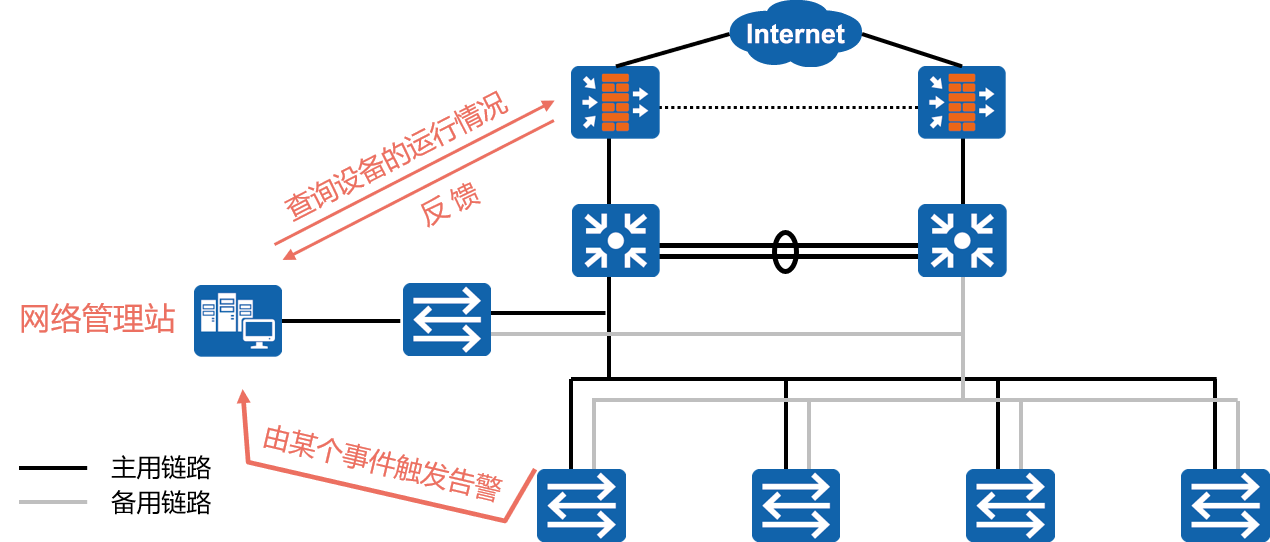 Internet
查询设备的运行情况
反馈
网络管理站
由某个事件触发告警
主用链路
备用链路